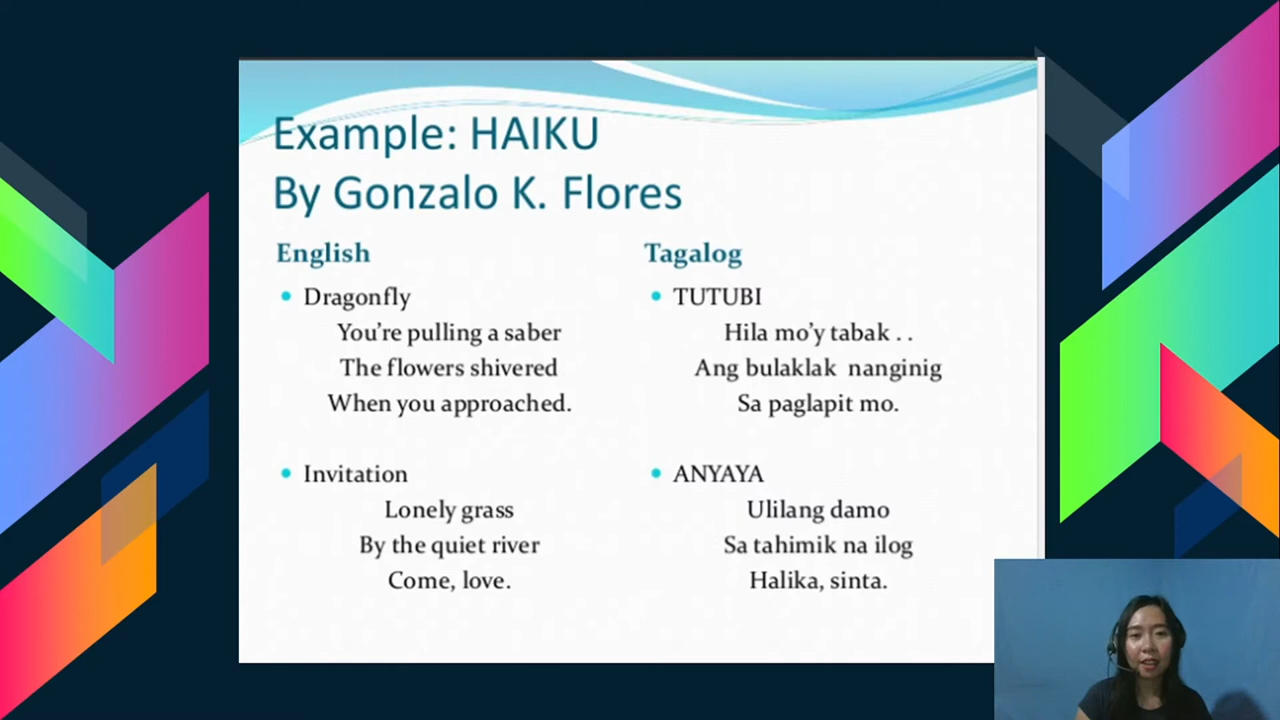 Example: HAIKU
By Gonzalo K. Flores
English
Dragonfly
You’re pulling a saber
The flowers shivered
When you approached.
Invitation
Lonely grass
By the quiet river
Come, love.
Tagalog
TUTUBI
Hila mo’y tabak . .
Ang bulaklak nanginig
Sa paglapit mo.
ANYAYA
Ulilang damo
Sa tahimik na ilog
Halika, sinta.